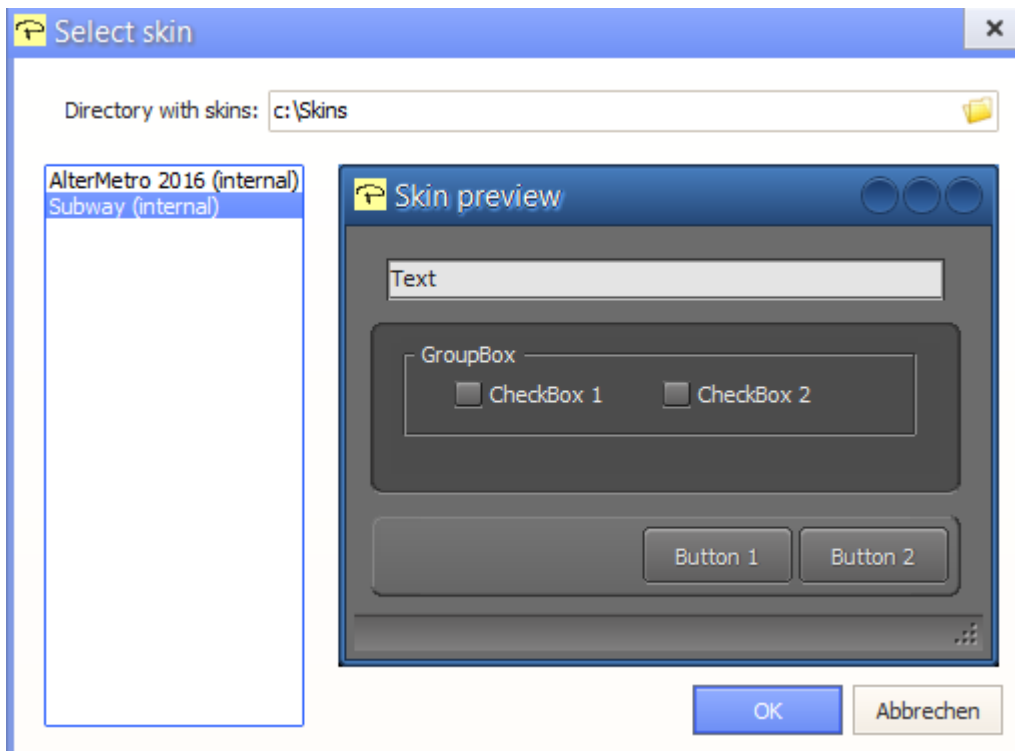 Select skin
Directory with skins: c:\Skins
AlterMetro 2016 (internal)
Subway (internal)
Skin preview
Text
GroupBox
CheckBox 1 CheckBox 2
Button 1 Button 2
OK Abbrechen